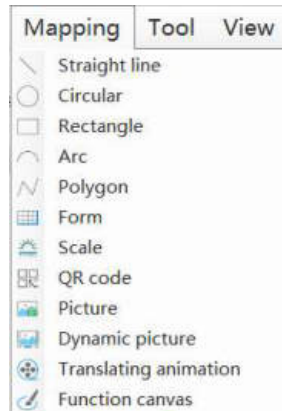 Mapping Tool View
Straight line
Circular
Rectangle
Arc
Polygon
Form
Scale
QR code
Picture
Dynamic picture
Translating animation
Function canvas